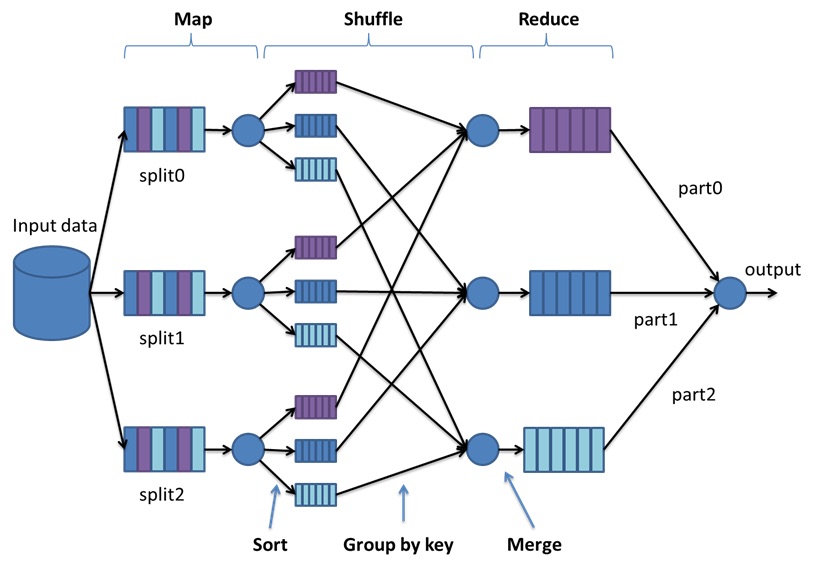 Map
Shuffle
Reduce
split0
part0
Input data
output
split1
part1
part2
split2
Sort
Group by key
Merge